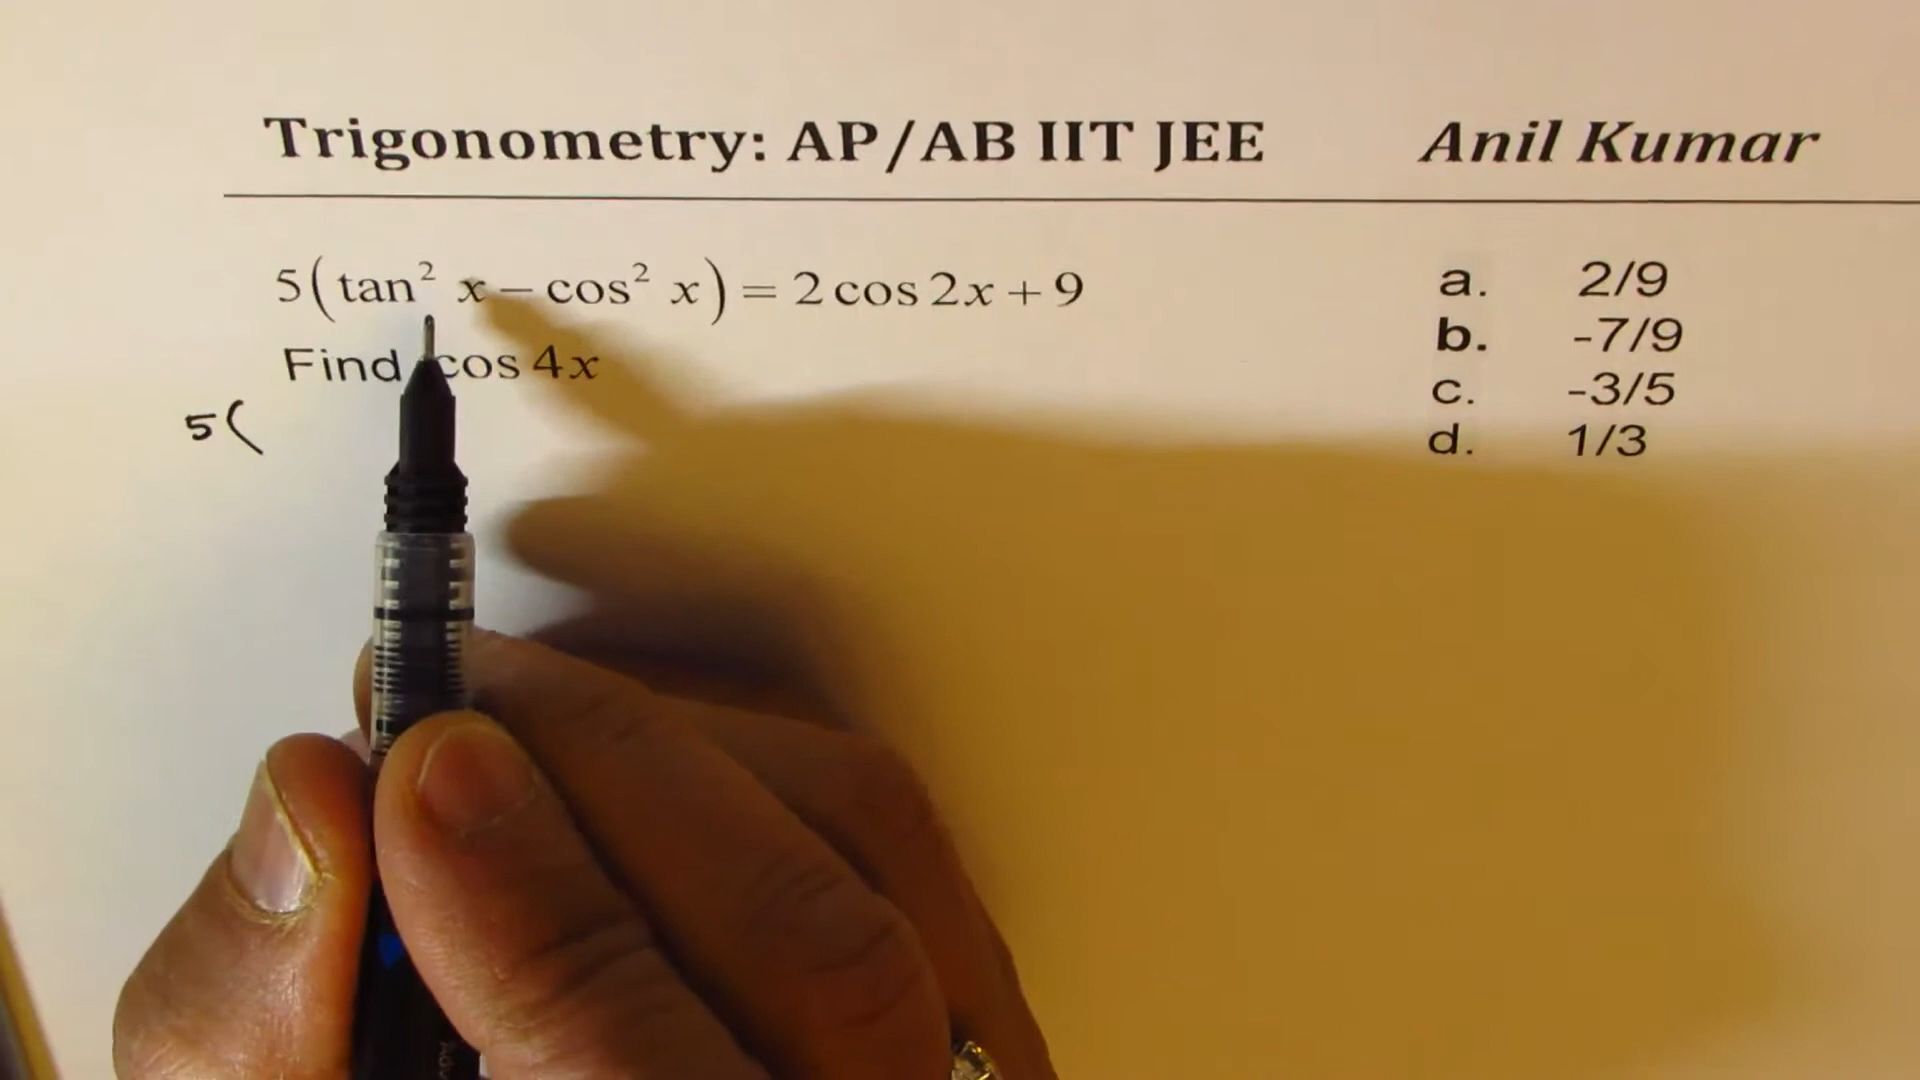 Trigonometry: AP/AB IIT JEE Anil Kumar
5(tan² x – cos² x) = 2 cos 2x + 9
Find cos 4x
5(
a. 2/9
b. -7/9
c. -3/5
d. 1/3